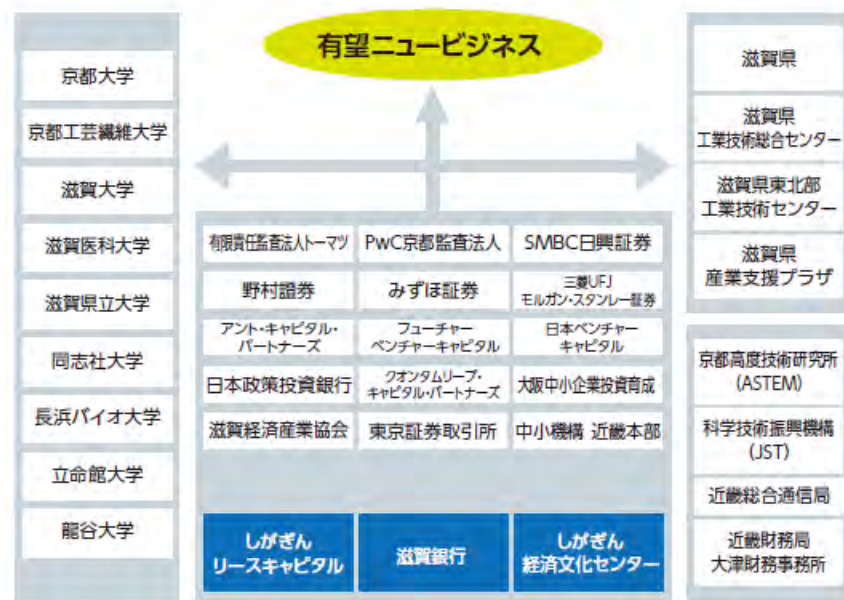 有望ニュービジネス
京都大学
京都工芸繊維大学
滋賀大学
滋賀医科大学
滋賀県立大学
同志社大学
長浜バイオ大学
立命館大学
龍谷大学
有限責任監査法人トーマツ
PwC京都監査法人
SMBC日興証券
野村證券
みずほ証券
三菱UFJ
モルガン・スタンレー証券
アント・キャピタル・
パートナーズ
フューチャー
ベンチャーキャピタル
日本ベンチャー
キャピタル
日本政策投資銀行
クオンタムリープ・
キャピタル・パートナーズ
大阪中小企業投資育成
滋賀経済産業協会
東京証券取引所
中小機構 近畿本部
しがぎん
リースキャピタル
滋賀銀行
しがぎん
経済文化センター
滋賀県
滋賀県
工業技術総合センター
滋賀県東北部
工業技術センター
滋賀県
産業支援プラザ
京都高度技術研究所
(ASTEM)
科学技術振興機構
(JST)
近畿総合通信局
近畿財務局
大津財務事務所